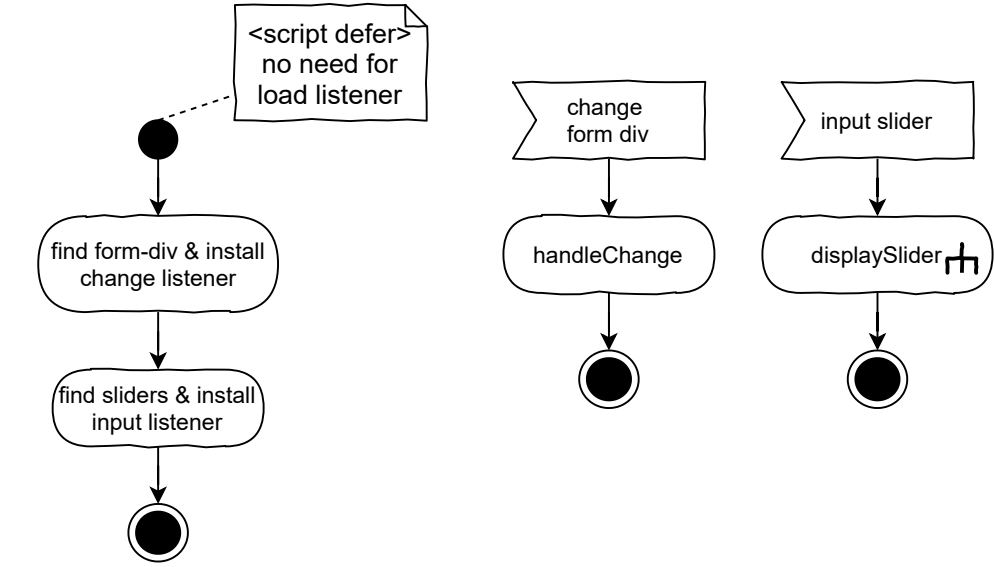 <script defer>
no need for
load listener
change
form div
input slider
find form-div & install
change listener
handleChange
displaySlider
find sliders & install
input listener